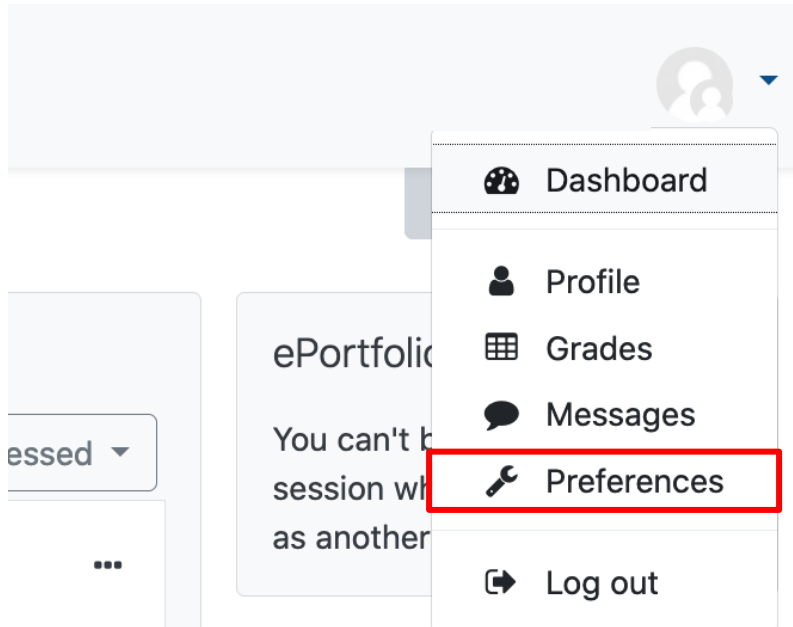 Dashboard
Profile
Grades
Messages
Preferences
Log out
ePortfolio
You can't b
session wh
as another
essed